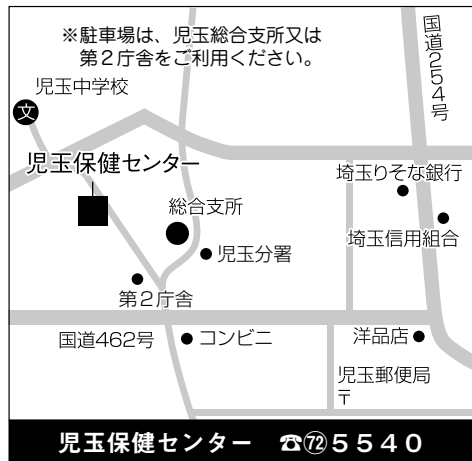 ※駐車場は、児玉総合支所又は
第2庁舎をご利用ください。
国道254号
児玉中学校
文
児玉保健センター
埼玉りそな銀行
総合支所
埼玉信用組合
児玉分署
第2庁舎
国道462号
コンビニ
洋品店
児玉郵便局
〒
児玉保健センター ☎㋲5540